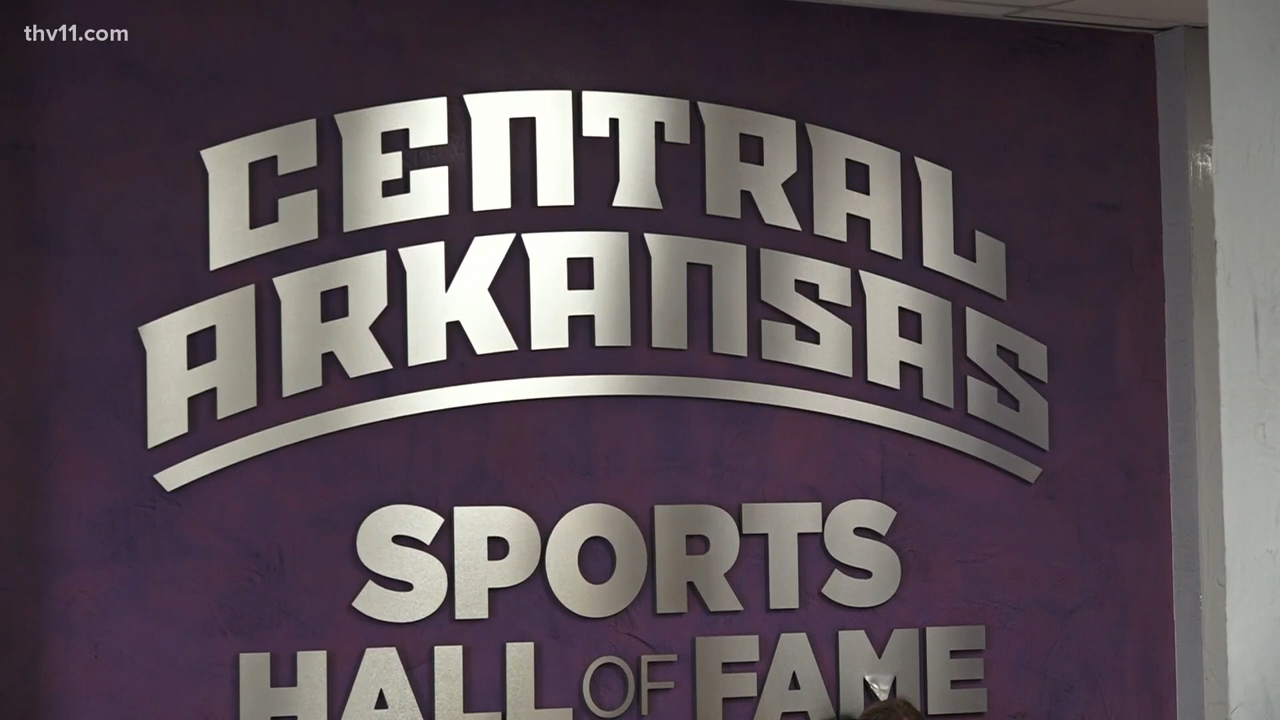 thv11.com
CENTRAL
ARKANSAS
SPORTS
HALL OF FAME